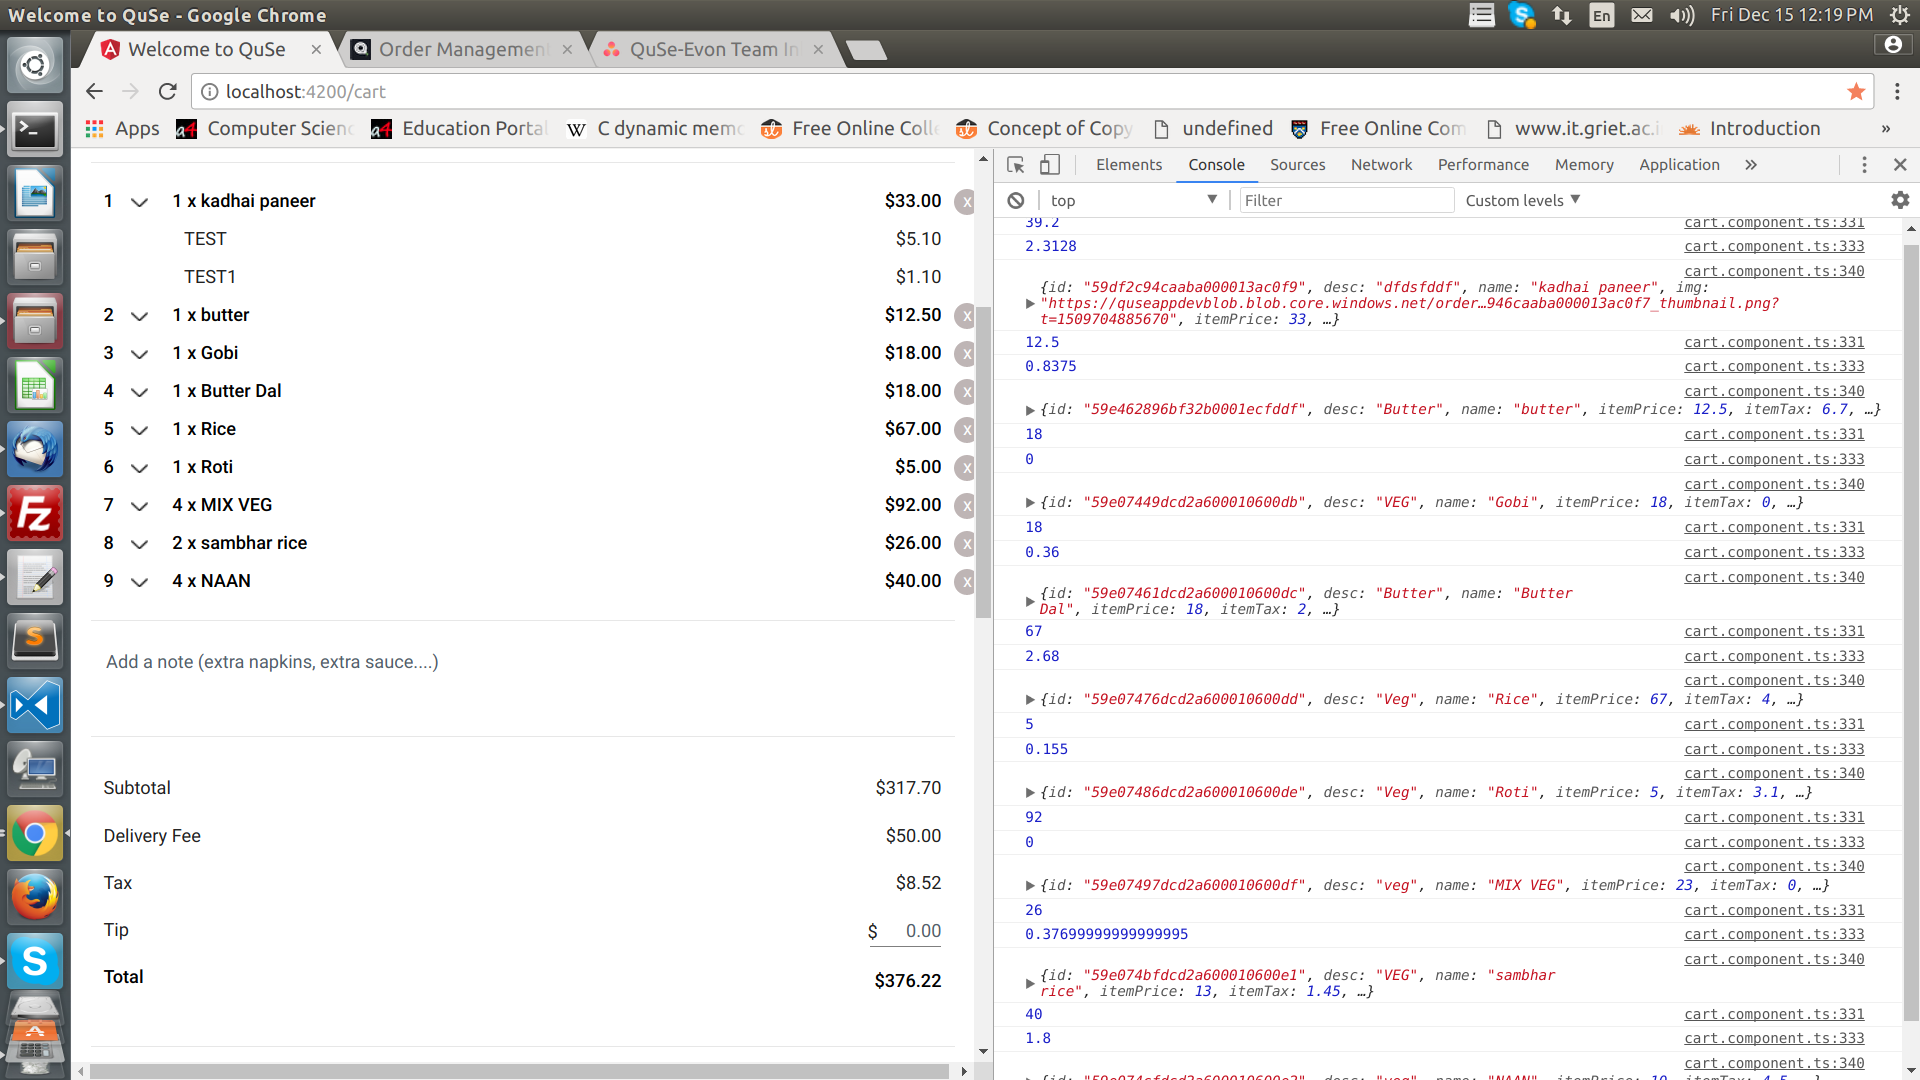 Welcome to QuSe - Google Chrome
En
Fri Dec 15 12:19 PM
Welcome to QuSe
Order Managemen
QuSe-Evon Team In
localhost:4200/cart
Apps
Computer Scienc
Education Portal
C dynamic memo
Free Online Colle
Concept of Copy
undefined
Free Online Com
www.it.griet.ac.i
Introduction
»
1 1 x kadhai paneer $33.00 x
TEST $5.10
TEST1 $1.10
2 1 x butter $12.50 x
3 1 x Gobi $18.00 x
4 1 x Butter Dal $18.00 x
5 1 x Rice $67.00 x
6 1 x Roti $5.00 x
7 4 x MIX VEG $92.00 x
8 2 x sambhar rice $26.00 x
9 4 x NAAN $40.00 x
Add a note (extra napkins, extra sauce....)
Subtotal $317.70
Delivery Fee $50.00
Tax $8.52
Tip $ 0.00
Total $376.22
Elements Console Sources Network Performance Memory Application »
top Filter Custom levels
39.2 cart.component.ts:331
2.3128 cart.component.ts:333
cart.component.ts:340
{id: "59df2c94caaba000013ac0f9", desc: "dfdsfddf", name: "kadhai paneer", img:
"https://quseappdevblob.blob.core.windows.net/order…946caaba000013ac0f7_thumbnail.png?
t=1509704885670", itemPrice: 33, …}
12.5 cart.component.ts:331
0.8375 cart.component.ts:333
cart.component.ts:340
{id: "59e462896bf32b0001ecfddf", desc: "Butter", name: "butter", itemPrice: 12.5, itemTax: 6.7, …}
18 cart.component.ts:331
0 cart.component.ts:333
cart.component.ts:340
{id: "59e07449dcd2a600010600db", desc: "VEG", name: "Gobi", itemPrice: 18, itemTax: 0, …}
18 cart.component.ts:331
0.36 cart.component.ts:333
cart.component.ts:340
{id: "59e07461dcd2a600010600dc", desc: "Butter", name: "Butter
Dal", itemPrice: 18, itemTax: 2, …}
67 cart.component.ts:331
2.68 cart.component.ts:333
cart.component.ts:340
{id: "59e07476dcd2a600010600dd", desc: "Veg", name: "Rice", itemPrice: 67, itemTax: 4, …}
5 cart.component.ts:331
0.155 cart.component.ts:333
cart.component.ts:340
{id: "59e07486dcd2a600010600de", desc: "Veg", name: "Roti", itemPrice: 5, itemTax: 3.1, …}
92 cart.component.ts:331
0 cart.component.ts:333
cart.component.ts:340
{id: "59e07497dcd2a600010600df", desc: "veg", name: "MIX VEG", itemPrice: 23, itemTax: 0, …}
26 cart.component.ts:331
0.37699999999999995 cart.component.ts:333
cart.component.ts:340
{id: "59e074bfdcd2a600010600e1", desc: "VEG", name: "sambhar
rice", itemPrice: 13, itemTax: 1.45, …}
40 cart.component.ts:331
1.8 cart.component.ts:333
cart.component.ts:340